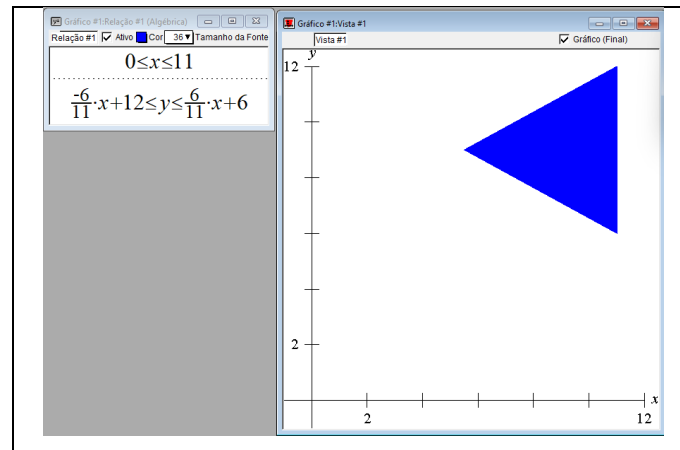 Gráfico #1:Relação #1 (Algébrica)
Relação #1 Ativo Cor 36 Tamanho da Fonte
0≤x≤11
-6/11·x+12≤y≤6/11·x+6
Gráfico #1:Vista #1
Vista #1 Gráfico (Final)
y
12
2
x
2 12